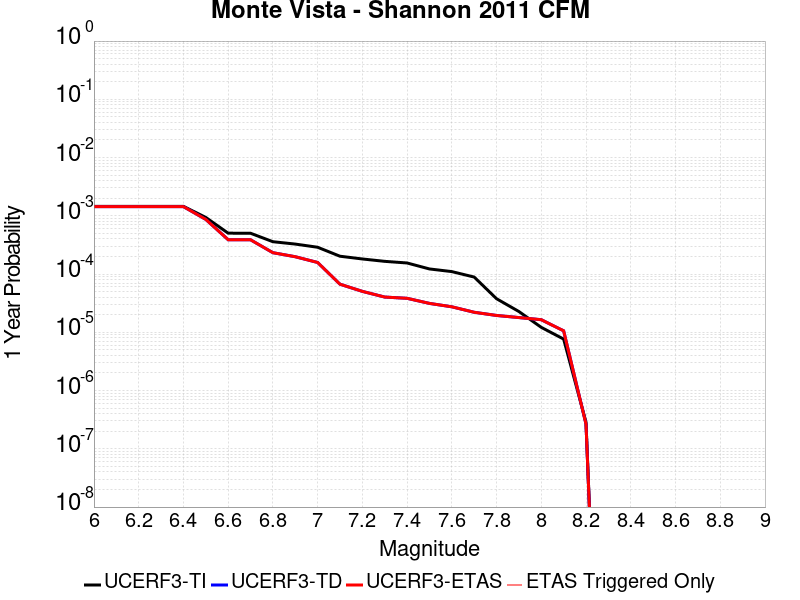 Monte Vista - Shannon 2011 CFM
10^0
10^-1
10^-2
10^-3
10^-4
10^-5
10^-6
10^-7
10^-8
1 Year Probability
6 6.2 6.4 6.6 6.8 7 7.2 7.4 7.6 7.8 8 8.2 8.4 8.6 8.8 9
Magnitude
UCERF3-TI UCERF3-TD UCERF3-ETAS ETAS Triggered Only